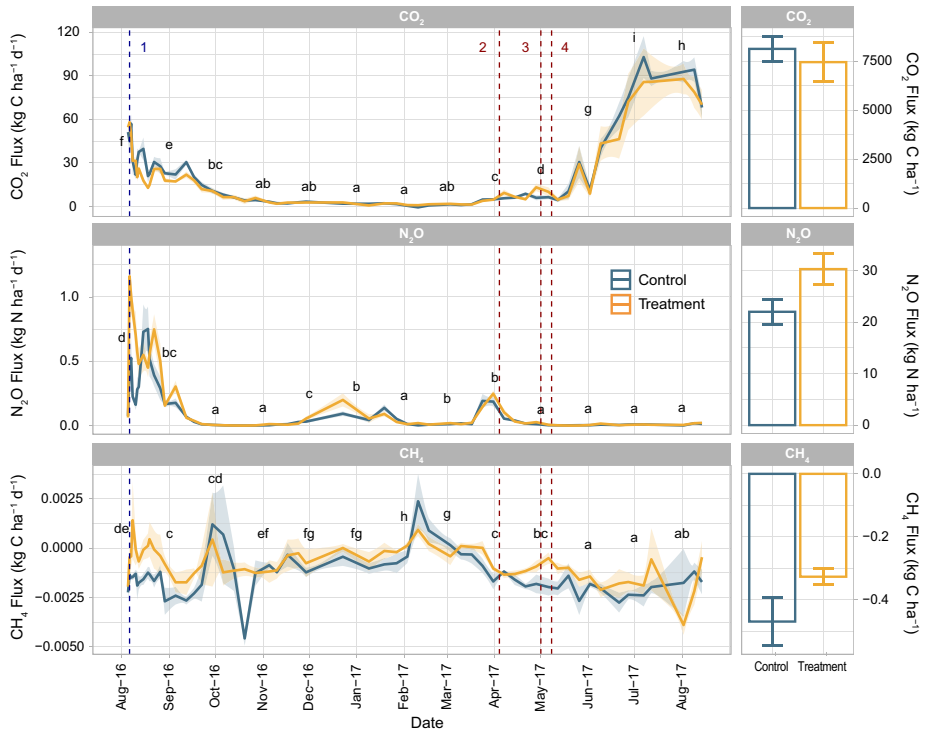 CO₂
CO₂
CO₂ Flux (kg C ha⁻¹ d⁻¹)
120
90
60
30
0
1
2
3
4
f
e
bc
ab
ab
a
a
ab
c
d
g
i
h
7500
5000
2500
0
CO₂ Flux (kg C ha⁻¹)
N₂O
N₂O
N₂O Flux (kg N ha⁻¹ d⁻¹)
1.0
0.5
0.0
Control
Treatment
d
bc
a
a
c
b
a
b
b
a
a
a
a
30
20
10
0
N₂O Flux (kg N ha⁻¹)
CH₄
CH₄
CH₄ Flux (kg C ha⁻¹ d⁻¹)
0.0025
0.0000
−0.0025
−0.0050
de
c
cd
ef
fg
fg
h
g
c
bc
a
a
ab
0.0
−0.2
−0.4
CH₄ Flux (kg C ha⁻¹)
Aug−16
Sep−16
Oct−16
Nov−16
Dec−16
Jan−17
Feb−17
Mar−17
Apr−17
May−17
Jun−17
Jul−17
Aug−17
Date
Control
Treatment